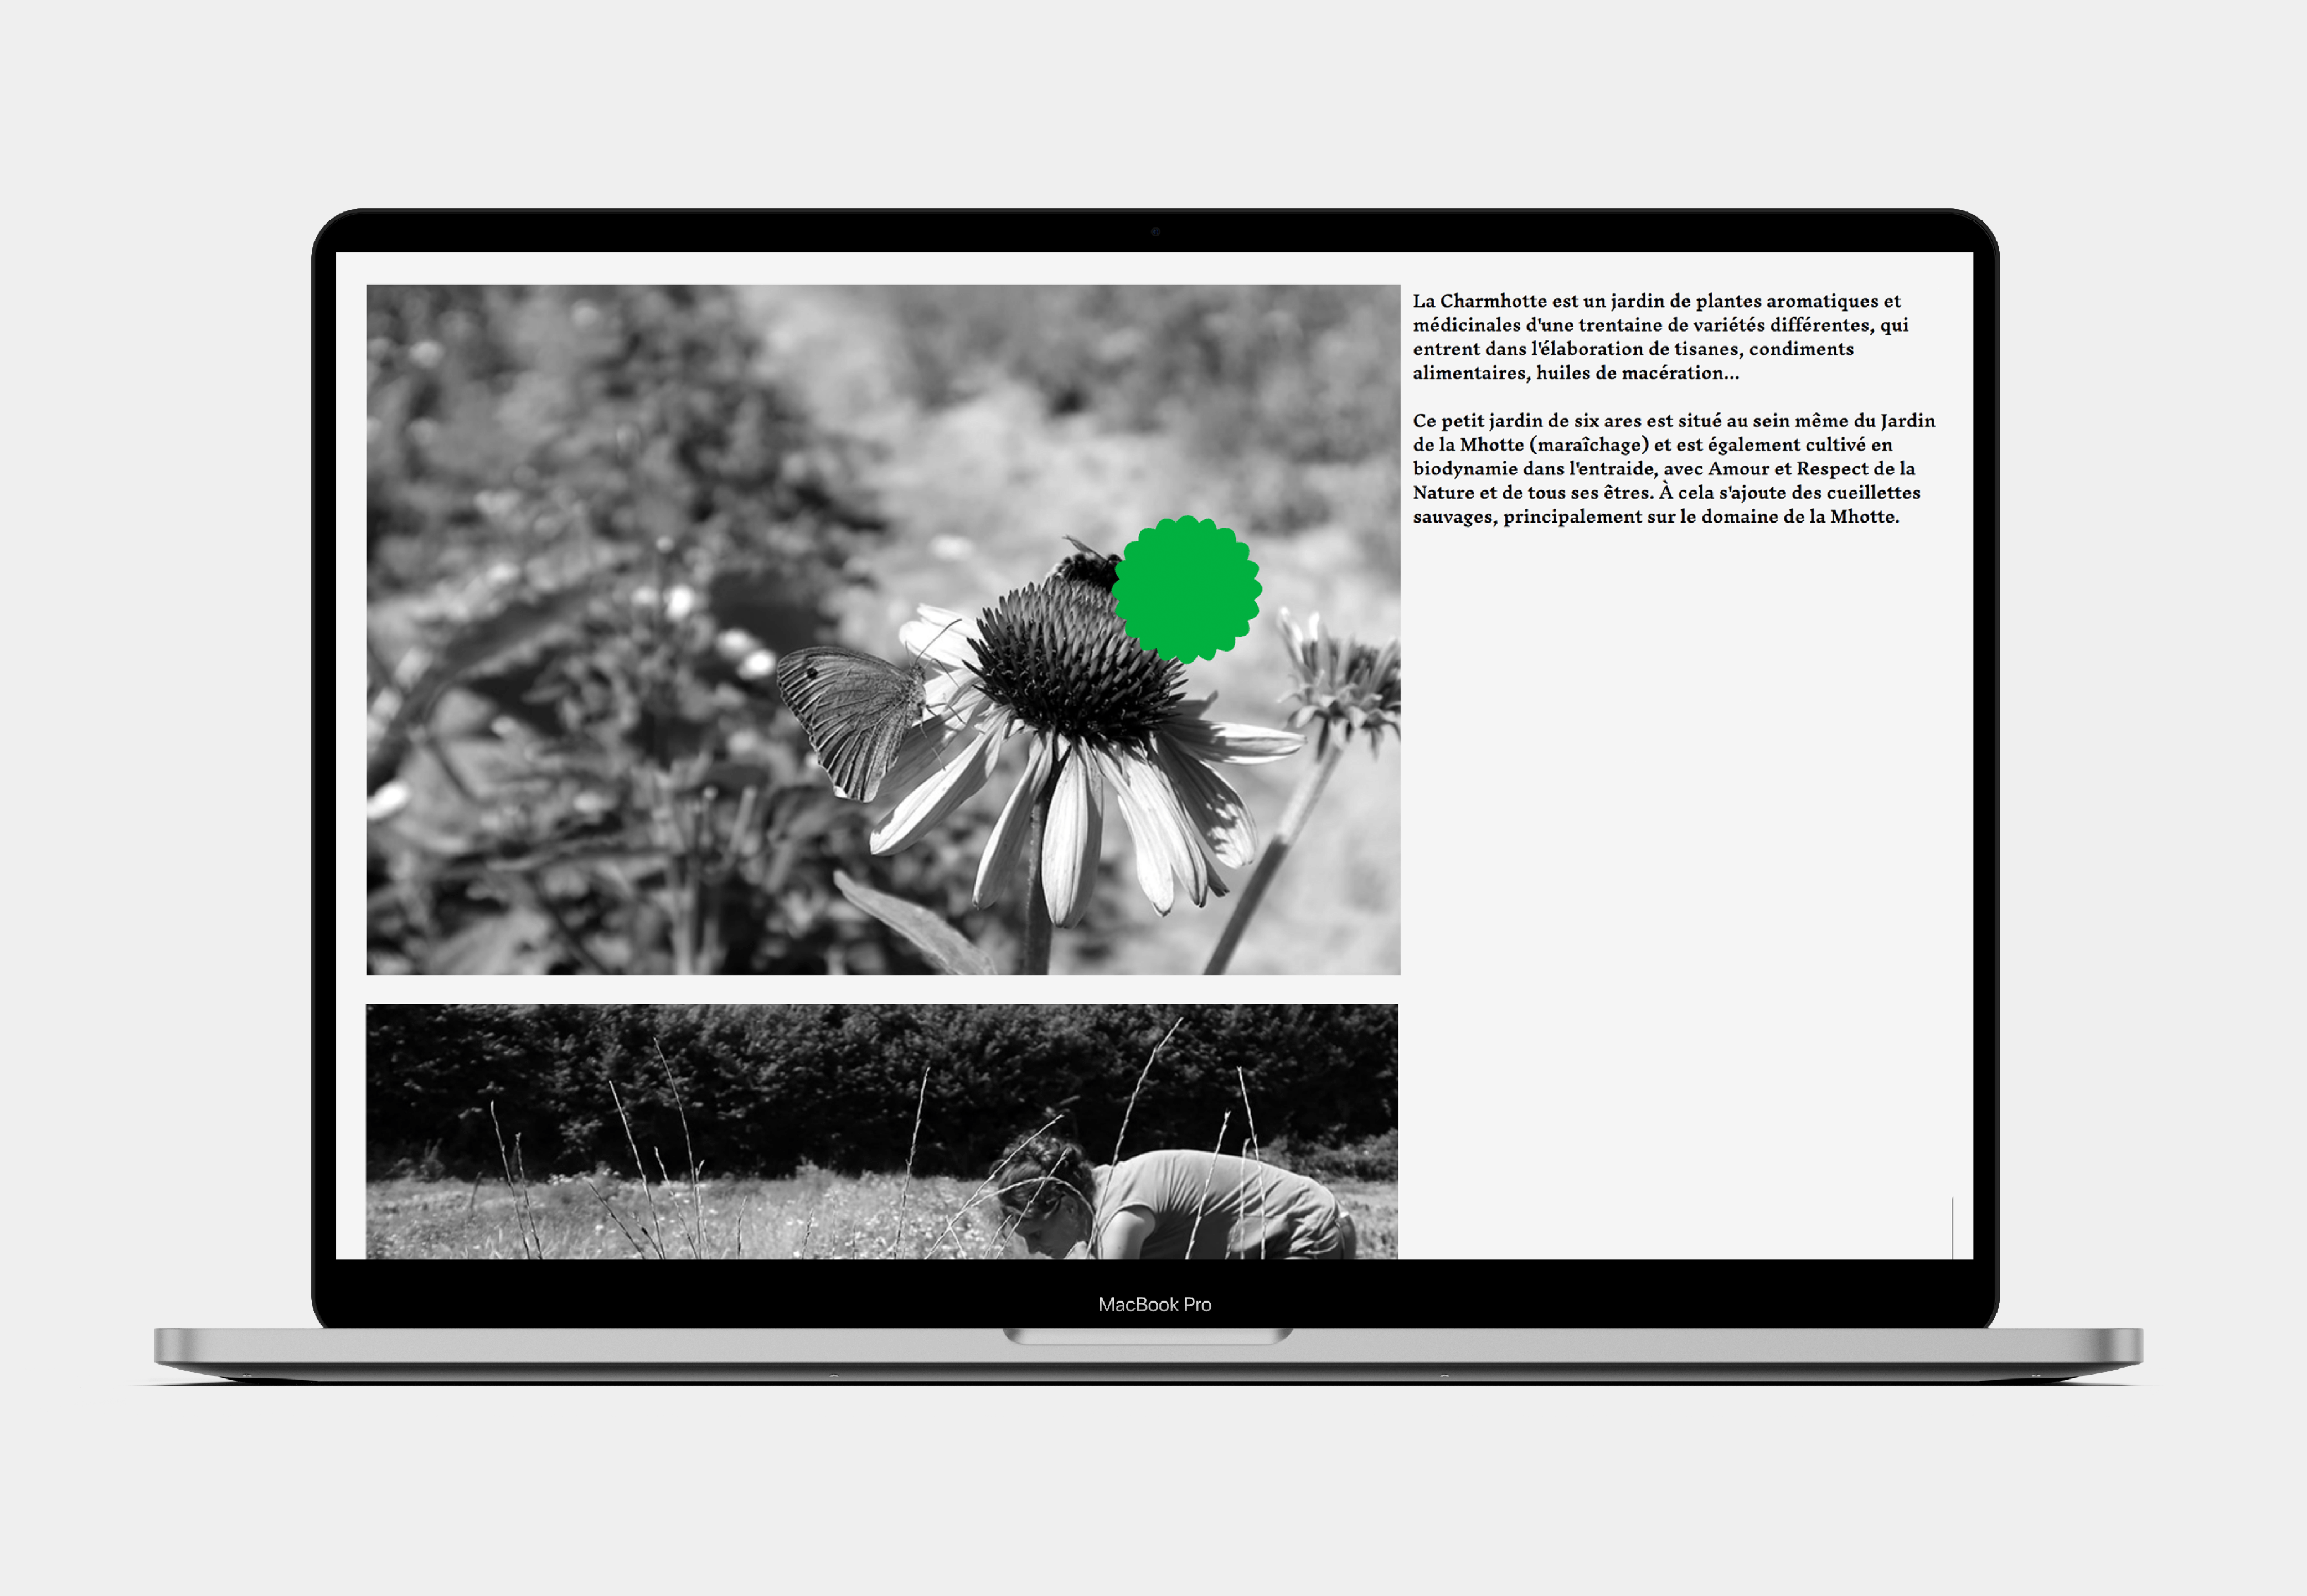 La Charmhotte est un jardin de plantes aromatiques et
médicinales d'une trentaine de variétés différentes, qui
entrent dans l'élaboration de tisanes, condiments
alimentaires, huiles de macération...
Ce petit jardin de six ares est situé au sein même du Jardin
de la Mhotte (maraîchage) et est également cultivé en
biodynamie dans l'entraide, avec Amour et Respect de la
Nature et de tous ses êtres. À cela s'ajoute des cueillettes
sauvages, principalement sur le domaine de la Mhotte.
MacBook Pro